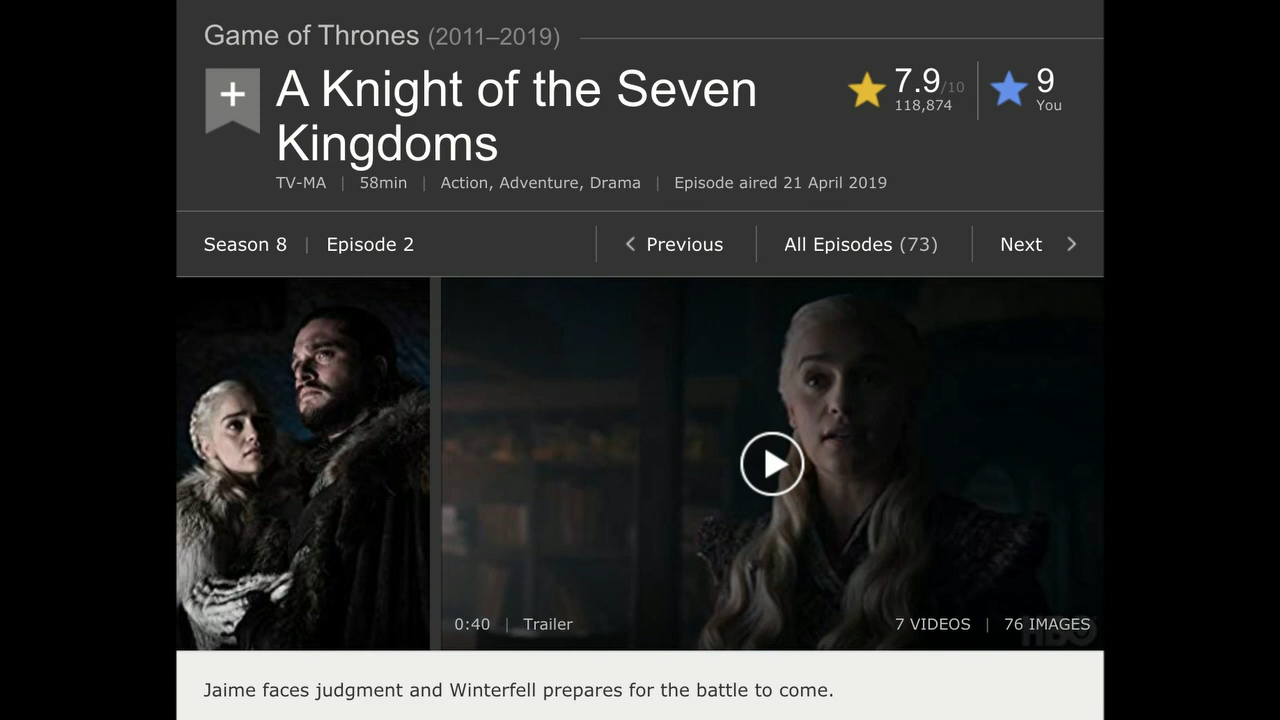 Game of Thrones (2011–2019)
A Knight of the Seven
Kingdoms
7.9/10
118,874
9
You
TV-MA | 58min | Action, Adventure, Drama | Episode aired 21 April 2019
Season 8 | Episode 2
Previous
All Episodes (73)
Next
0:40 | Trailer
7 VIDEOS | 76 IMAGES
HBO
Jaime faces judgment and Winterfell prepares for the battle to come.